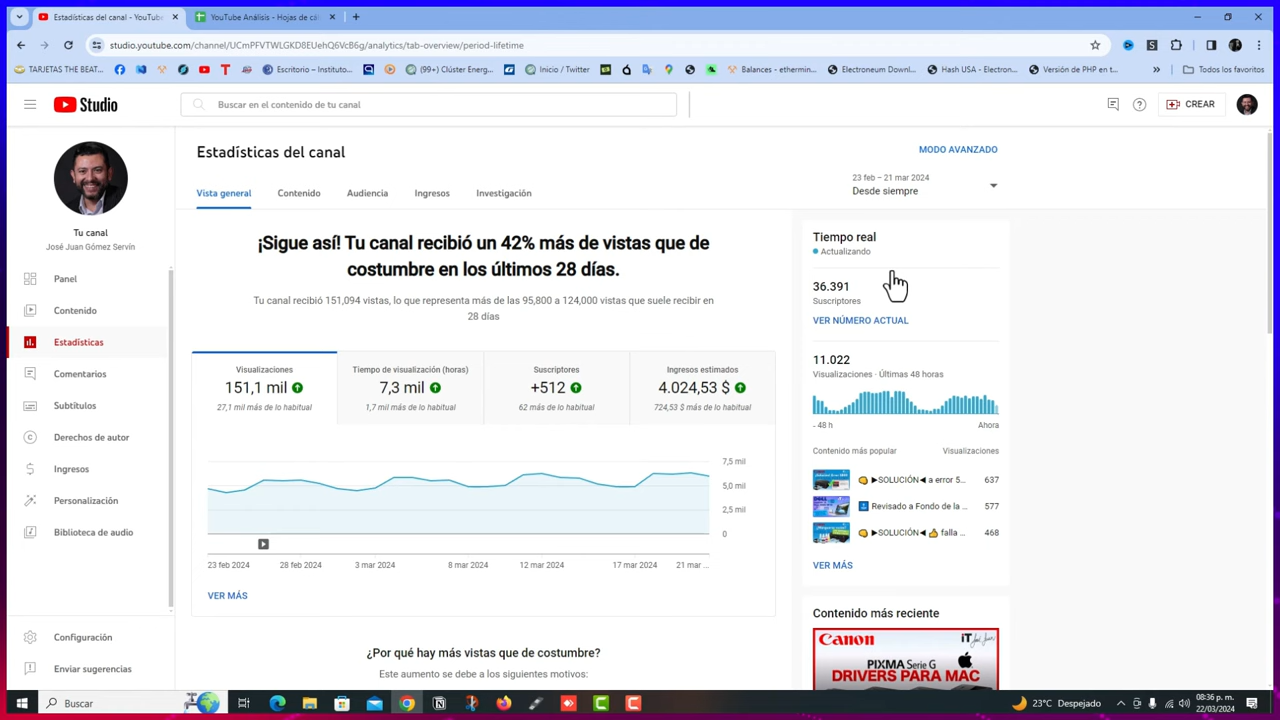 Estadísticas del canal - YouTube
YouTube Análisis - Hojas de cál
studio.youtube.com/channel/UCmPFVTWLGKD8EUehQ6Vc86g/analytics/tab-overview/period-lifetime
TARJETAS THE BEAT...
Escritorio – Instituto...
(99+) Clúster Energ...
Inicio / Twitter
Balances - ethermin...
Electroneum Downl...
Hash USA - Electron...
Versión de PHP en t...
Todos los favoritos
Studio
Buscar en el contenido de tu canal
CREAR
Tu canal
José Juan Gómez Servín
Panel
Contenido
Estadísticas
Comentarios
Subtítulos
Derechos de autor
Ingresos
Personalización
Biblioteca de audio
Configuración
Enviar sugerencias
Estadísticas del canal
MODO AVANZADO
Vista general
Contenido
Audiencia
Ingresos
Investigación
23 feb – 21 mar 2024
Desde siempre
¡Sigue así! Tu canal recibió un 42% más de vistas que de
costumbre en los últimos 28 días.
Tu canal recibió 151,094 vistas, lo que representa más de las 95,800 a 124,000 vistas que suele recibir en
28 días
Visualizaciones
151,1 mil
27,1 mil más de lo habitual
Tiempo de visualización (horas)
7,3 mil
1,7 mil más de lo habitual
Suscriptores
+512
62 más de lo habitual
Ingresos estimados
4.024,53 $
724,53 $ más de lo habitual
7,5 mil
5,0 mil
2,5 mil
0
23 feb 2024
28 feb 2024
3 mar 2024
8 mar 2024
12 mar 2024
17 mar 2024
21 mar ...
VER MÁS
¿Por qué hay más vistas que de costumbre?
Este aumento se debe a los siguientes motivos:
Tiempo real
Actualizando
36.391
Suscriptores
VER NÚMERO ACTUAL
11.022
Visualizaciones · Últimas 48 horas
- 48 h
Ahora
Contenido más popular
Visualizaciones
▶SOLUCIÓN◀ a error 5...
637
Revisado a Fondo de la ...
577
▶SOLUCIÓN◀ 👍 falla ...
468
VER MÁS
Contenido más reciente
Canon
iT
PIXMA Serie G
DRIVERS PARA MAC
Buscar
23°C Despejado
08:36 p. m.
22/03/2024